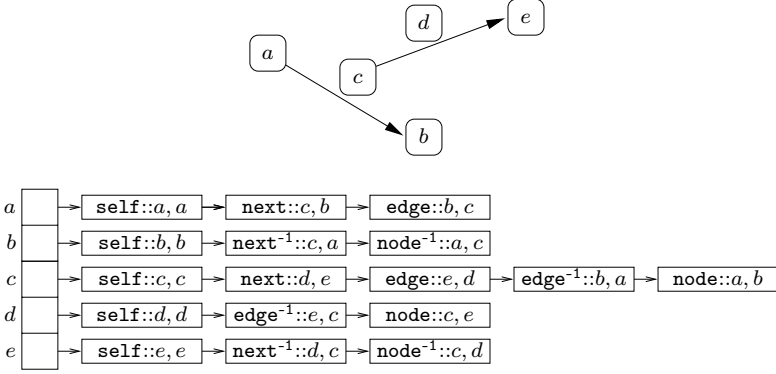 d e
a
c
b
a self::a, a next::c, b edge::b, c
b self::b, b next⁻¹::c, a node⁻¹::a, c
c self::c, c next::d, e edge::e, d edge⁻¹::b, a node::a, b
d self::d, d edge⁻¹::e, c node::c, e
e self::e, e next⁻¹::d, c node⁻¹::c, d